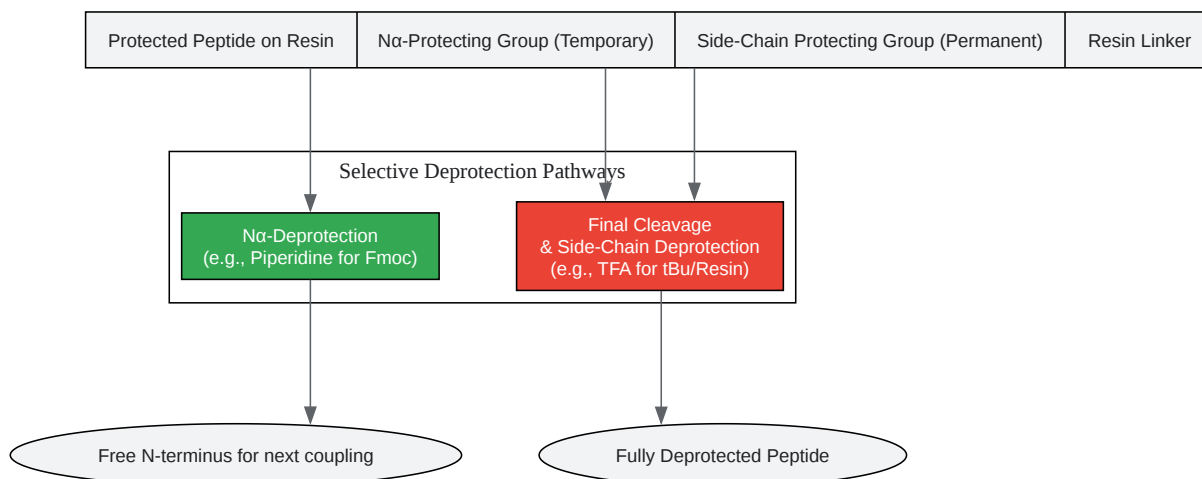 Protected Peptide on Resin
Nα-Protecting Group (Temporary)
Side-Chain Protecting Group (Permanent)
Resin Linker
Selective Deprotection Pathways
Nα-Deprotection
(e.g., Piperidine for Fmoc)
Final Cleavage
& Side-Chain Deprotection
(e.g., TFA for tBu/Resin)
Free N-terminus for next coupling
Fully Deprotected Peptide